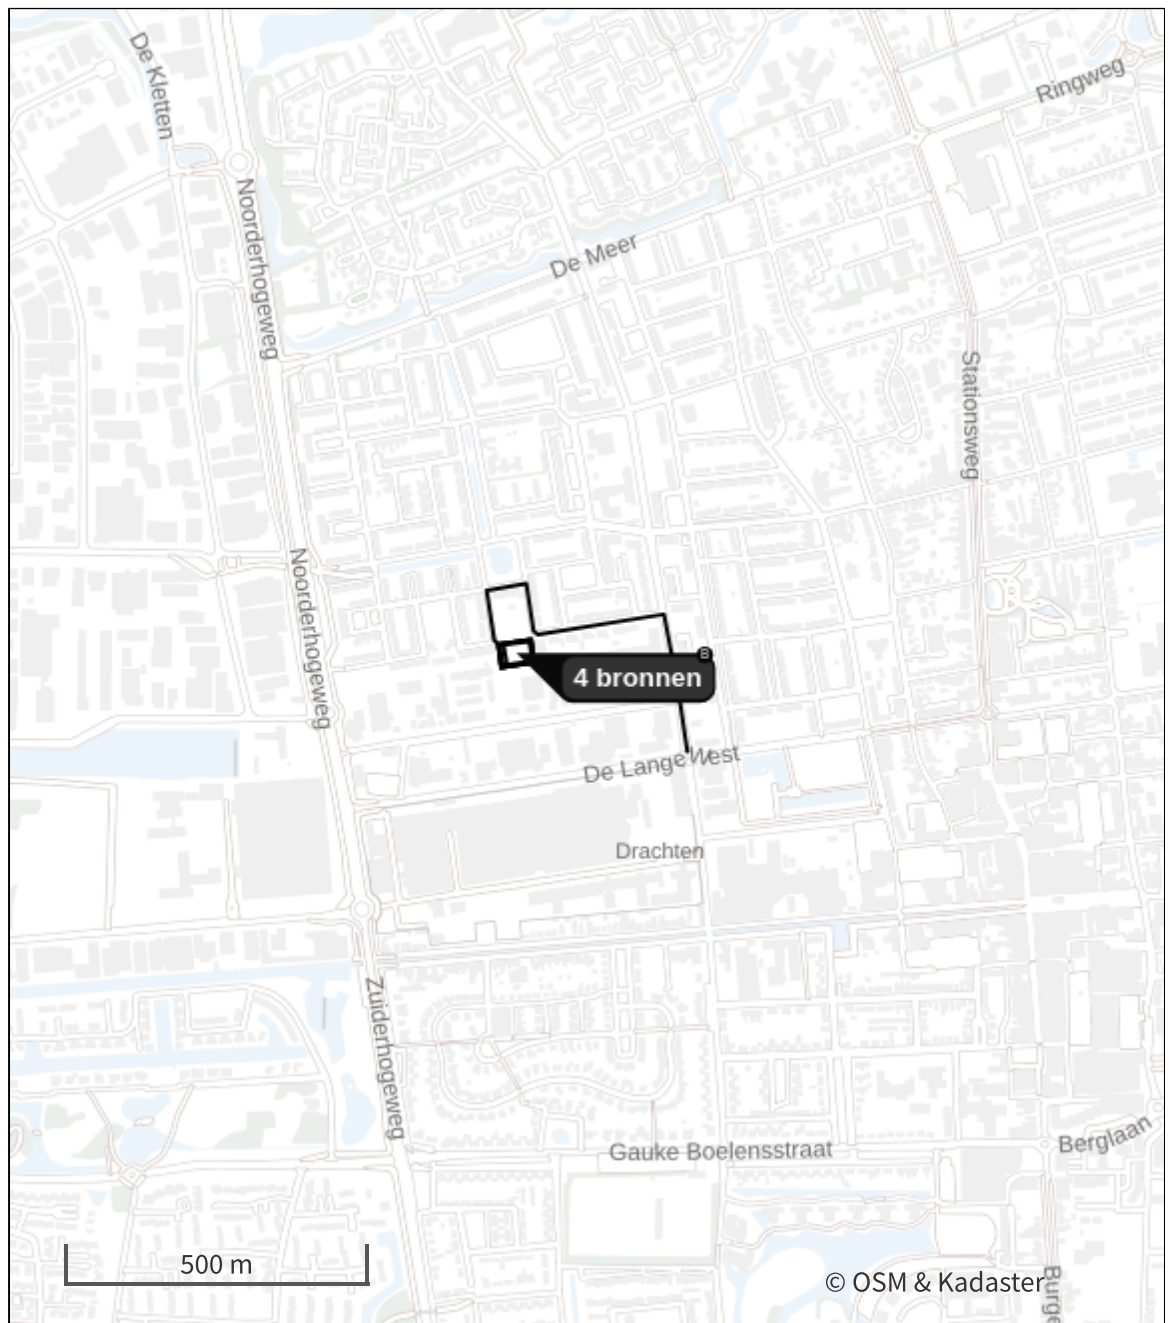 De Kletten
Ringweg
Noorderhogeweg
De Meer
Stationsweg
Noorderhogeweg
B
4 bronnen
De Lange West
Drachten
Zuiderhogeweg
Gauke Boelensstraat
Berglaan
500 m
© OSM & Kadaster
Burge